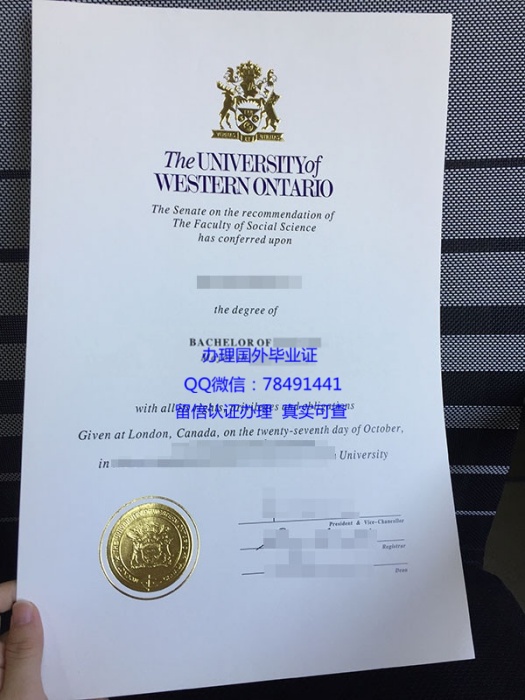 The UNIVERSITY of
WESTERN ONTARIO
The Senate on the recommendation of
The Faculty of Social Science
has conferred upon
the degree of
BACHELOR OF
办理国外毕业证
QQ微信：78491441
with all obligations
留信认证办理 真实可查
Given at London, Canada, on the twenty-seventh day of October,
in University
President & Vice-Chancellor
Registrar
Dean